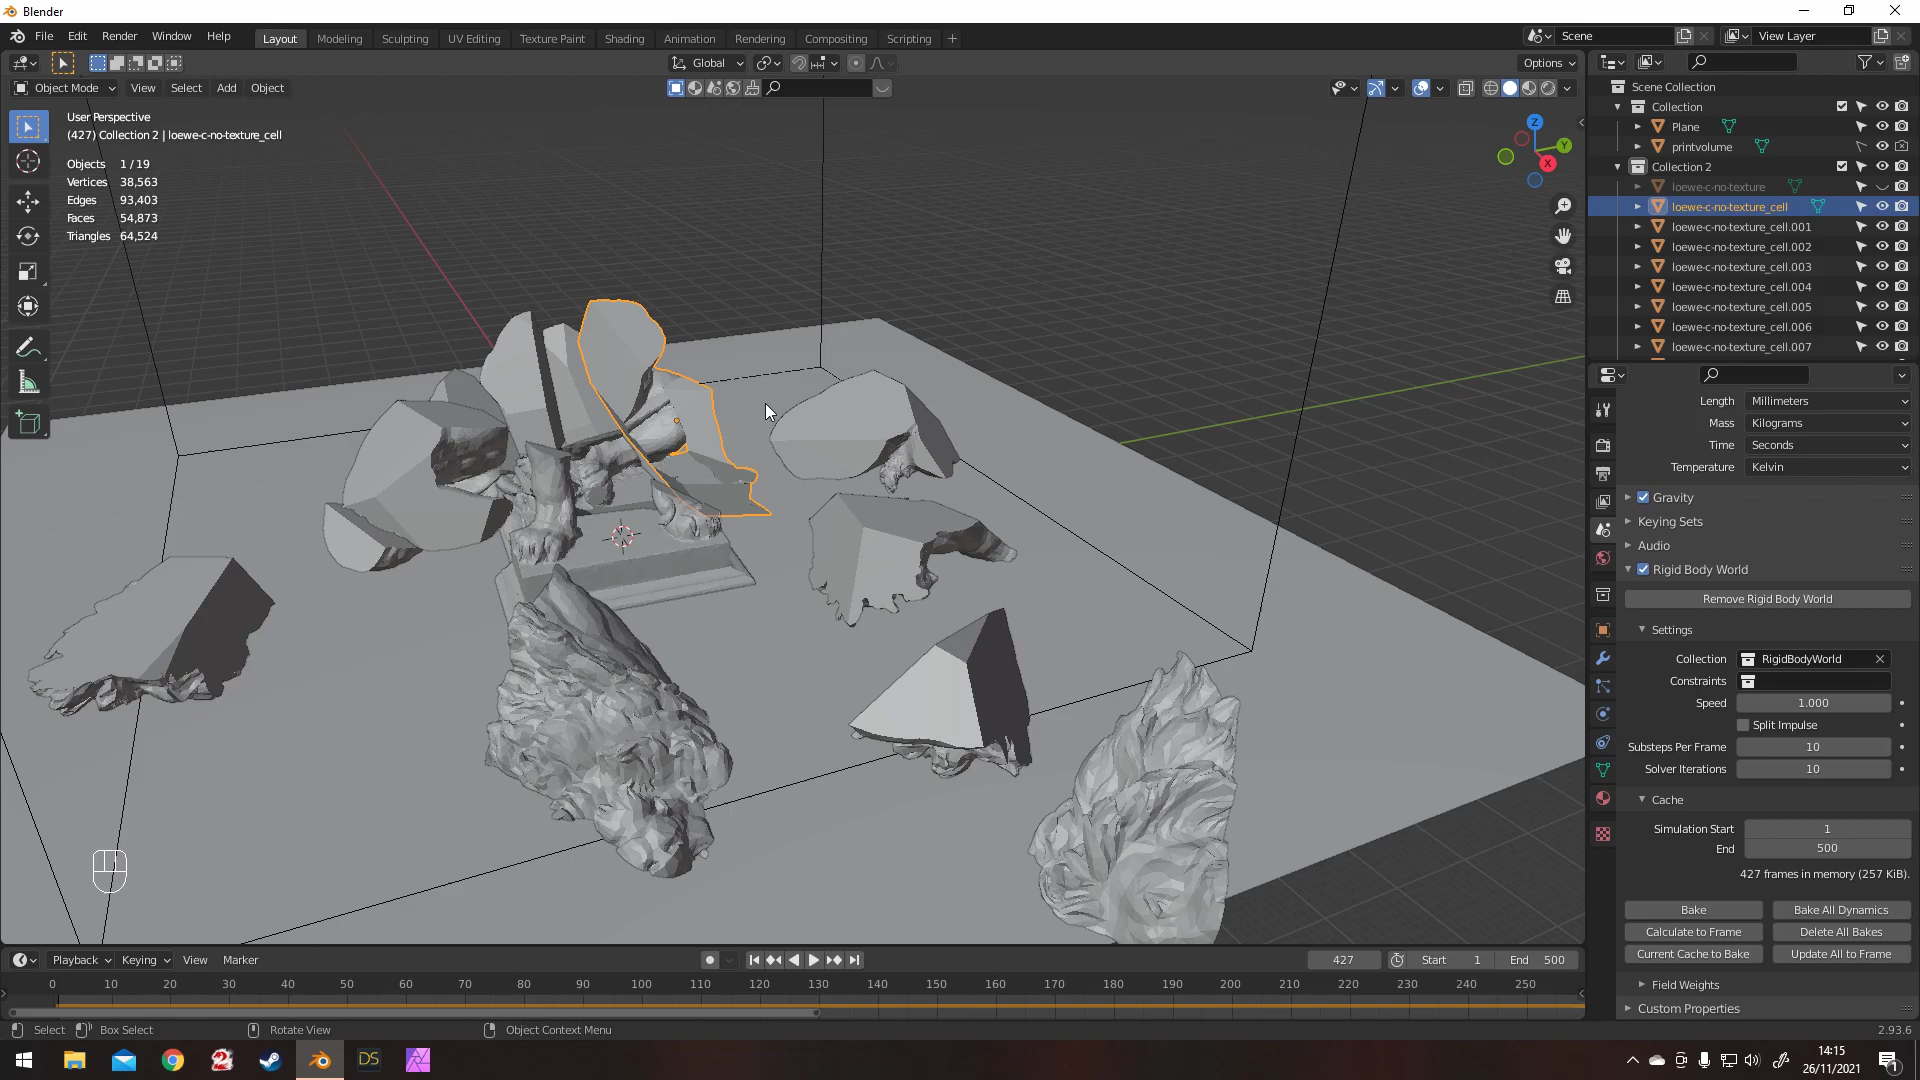 Blender
File Edit Render Window Help
Layout Modeling Sculpting UV Editing Texture Paint Shading Animation Rendering Compositing Scripting +
Scene
View Layer
Global
Options
Object Mode View Select Add Object
User Perspective
(427) Collection 2 | loewe-c-no-texture_cell
Objects 1/19
Vertices 38,563
Edges 93,403
Faces 54,873
Triangles 64,524
Z
Y
X
Scene Collection
Collection
Plane
printvolume
Collection 2
loewe-c-no-texture
loewe-c-no-texture_cell
loewe-c-no-texture_cell.001
loewe-c-no-texture_cell.002
loewe-c-no-texture_cell.003
loewe-c-no-texture_cell.004
loewe-c-no-texture_cell.005
loewe-c-no-texture_cell.006
loewe-c-no-texture_cell.007
Length Millimeters
Mass Kilograms
Time Seconds
Temperature Kelvin
Gravity
Keying Sets
Audio
Rigid Body World
Remove Rigid Body World
Settings
Collection RigidBodyWorld
Constraints
Speed 1.000
Split Impulse
Substeps Per Frame 10
Solver Iterations 10
Cache
Simulation Start 1
End 500
427 frames in memory (257 KiB).
Bake Bake All Dynamics
Calculate to Frame Delete All Bakes
Current Cache to Bake Update All to Frame
Field Weights
Custom Properties
Playback Keying View Marker
427
Start 1
End 500
0 10 20 30 40 50 60 70 80 90 100 110 120 130 140 150 160 170 180 190 200 210 220 230 240 250
Select Box Select Rotate View Object Context Menu
2.93.6
DS
14:15
26/11/2021
1